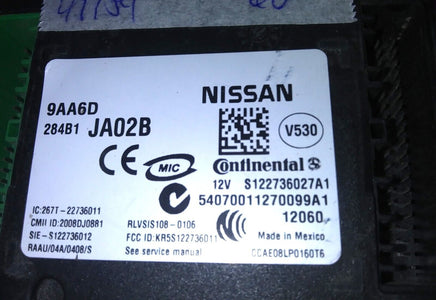 9AA6D
284B1 JA02B
NISSAN
V530
CE
MIC
Continental
12V S122736027A1
54070011270099A1
12060
Made in Mexico
CCAE08LP0160T6
IC:267T-22736011
CMII ID:2008DJ0881
SIE-S122736012
RAAU/04A/0408/S
RLVSIS108-0106
FCC ID:KR5S122736011
See service manual